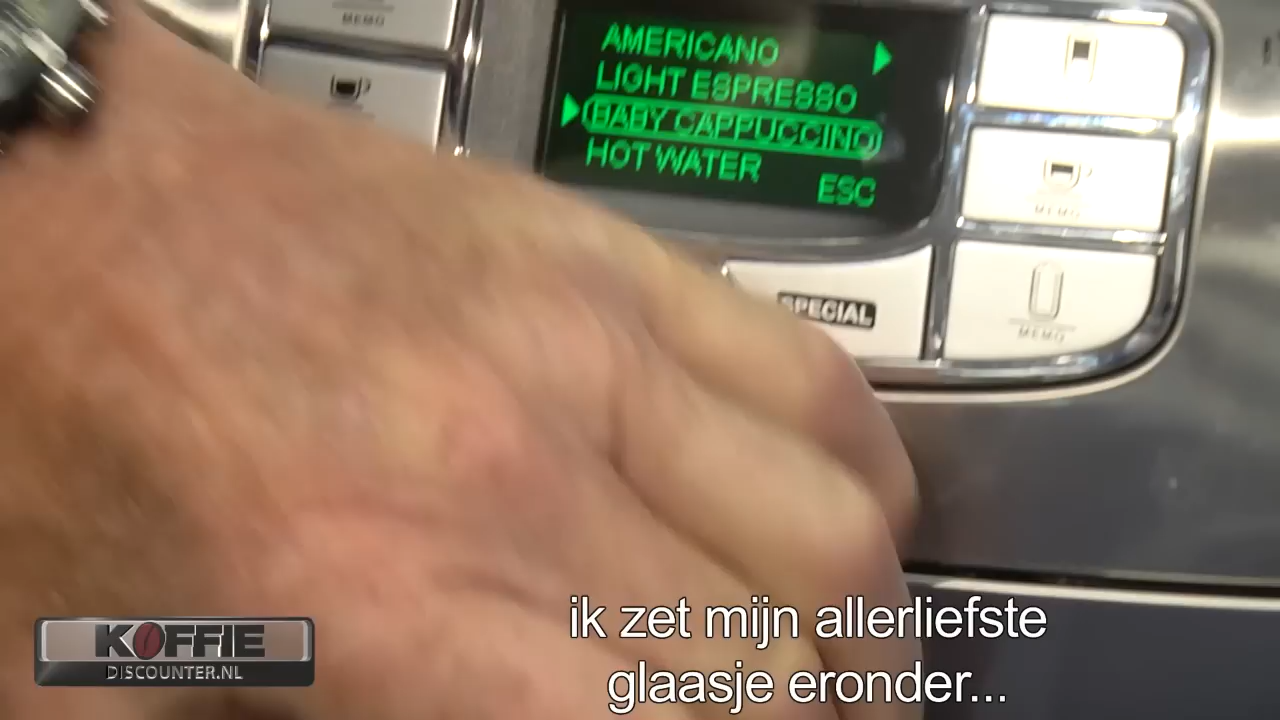 MEMO
AMERICANO
LIGHT ESPRESSO
BABY CAPPUCCINO
HOT WATER
ESC
SPECIAL
MEMO
MEMO
KOFFIE
DISCOUNTER.NL
ik zet mijn allerliefste
glaasje eronder...